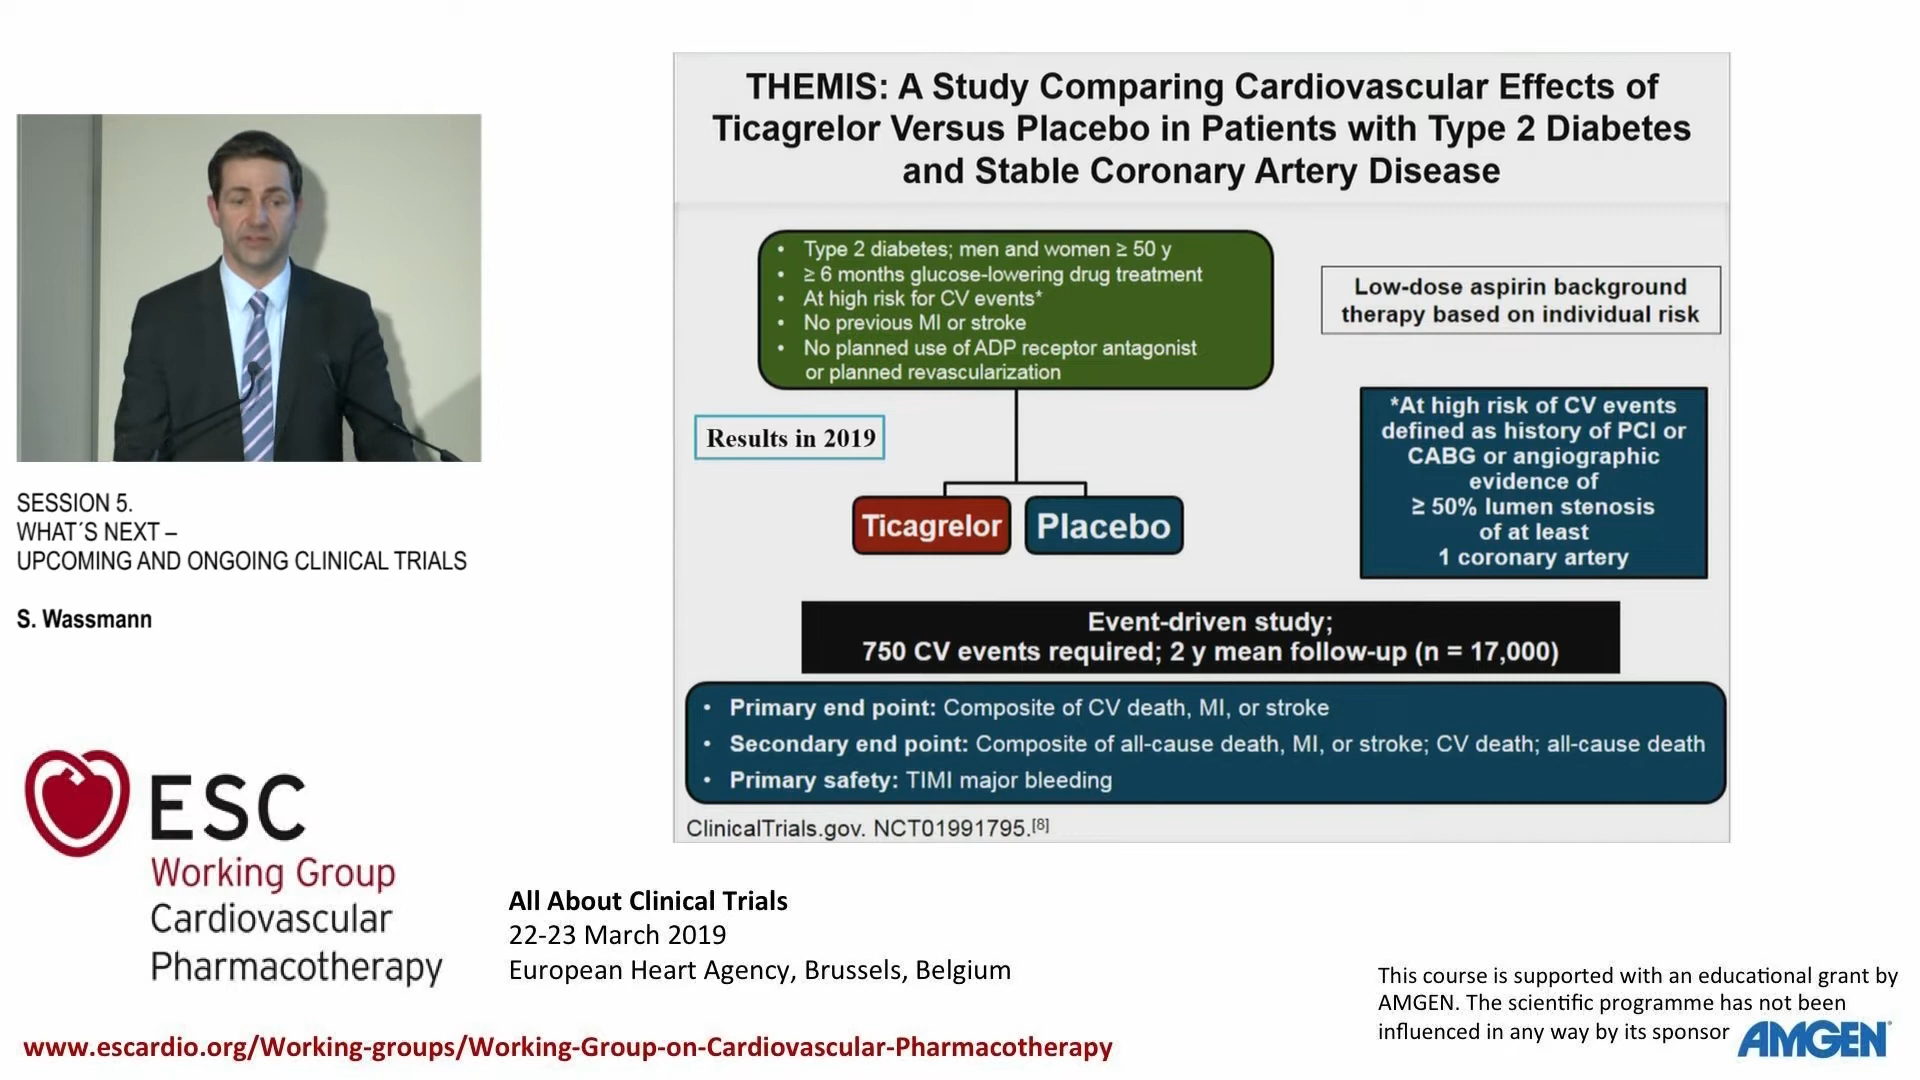 THEMIS: A Study Comparing Cardiovascular Effects of
Ticagrelor Versus Placebo in Patients with Type 2 Diabetes
and Stable Coronary Artery Disease
• Type 2 diabetes; men and women ≥ 50 y
• ≥ 6 months glucose-lowering drug treatment
• At high risk for CV events*
• No previous MI or stroke
• No planned use of ADP receptor antagonist
or planned revascularization
Low-dose aspirin background
therapy based on individual risk
Results in 2019
*At high risk of CV events
defined as history of PCI or
CABG or angiographic
evidence of
≥ 50% lumen stenosis
of at least
1 coronary artery
Ticagrelor
Placebo
Event-driven study;
750 CV events required; 2 y mean follow-up (n = 17,000)
• Primary end point: Composite of CV death, MI, or stroke
• Secondary end point: Composite of all-cause death, MI, or stroke; CV death; all-cause death
• Primary safety: TIMI major bleeding
ClinicalTrials.gov. NCT01991795.[8]
SESSION 5.
WHAT´S NEXT –
UPCOMING AND ONGOING CLINICAL TRIALS
S. Wassmann
ESC
Working Group
Cardiovascular
Pharmacotherapy
All About Clinical Trials
22-23 March 2019
European Heart Agency, Brussels, Belgium
This course is supported with an educational grant by
AMGEN. The scientific programme has not been
influenced in any way by its sponsor
AMGEN®
www.escardio.org/Working-groups/Working-Group-on-Cardiovascular-Pharmacotherapy